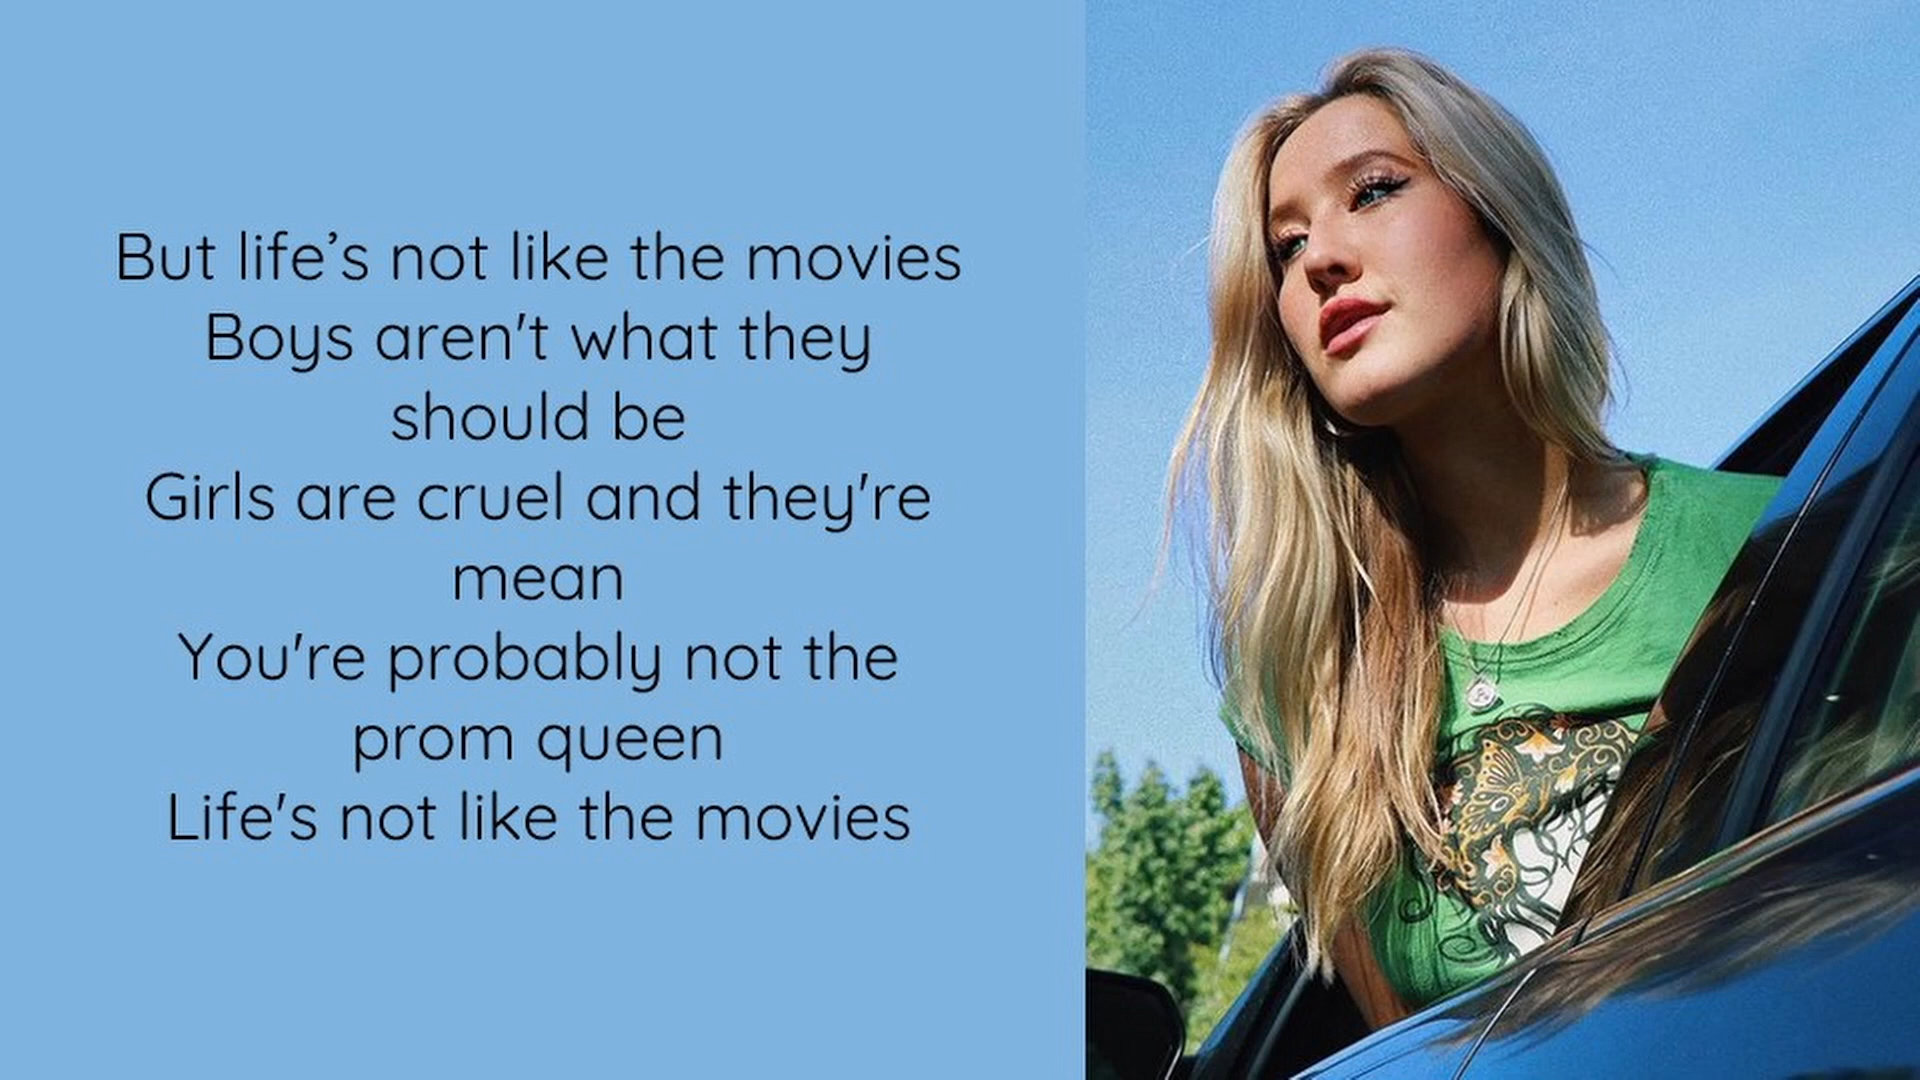 But life’s not like the movies
Boys aren't what they
should be
Girls are cruel and they're
mean
You're probably not the
prom queen
Life's not like the movies